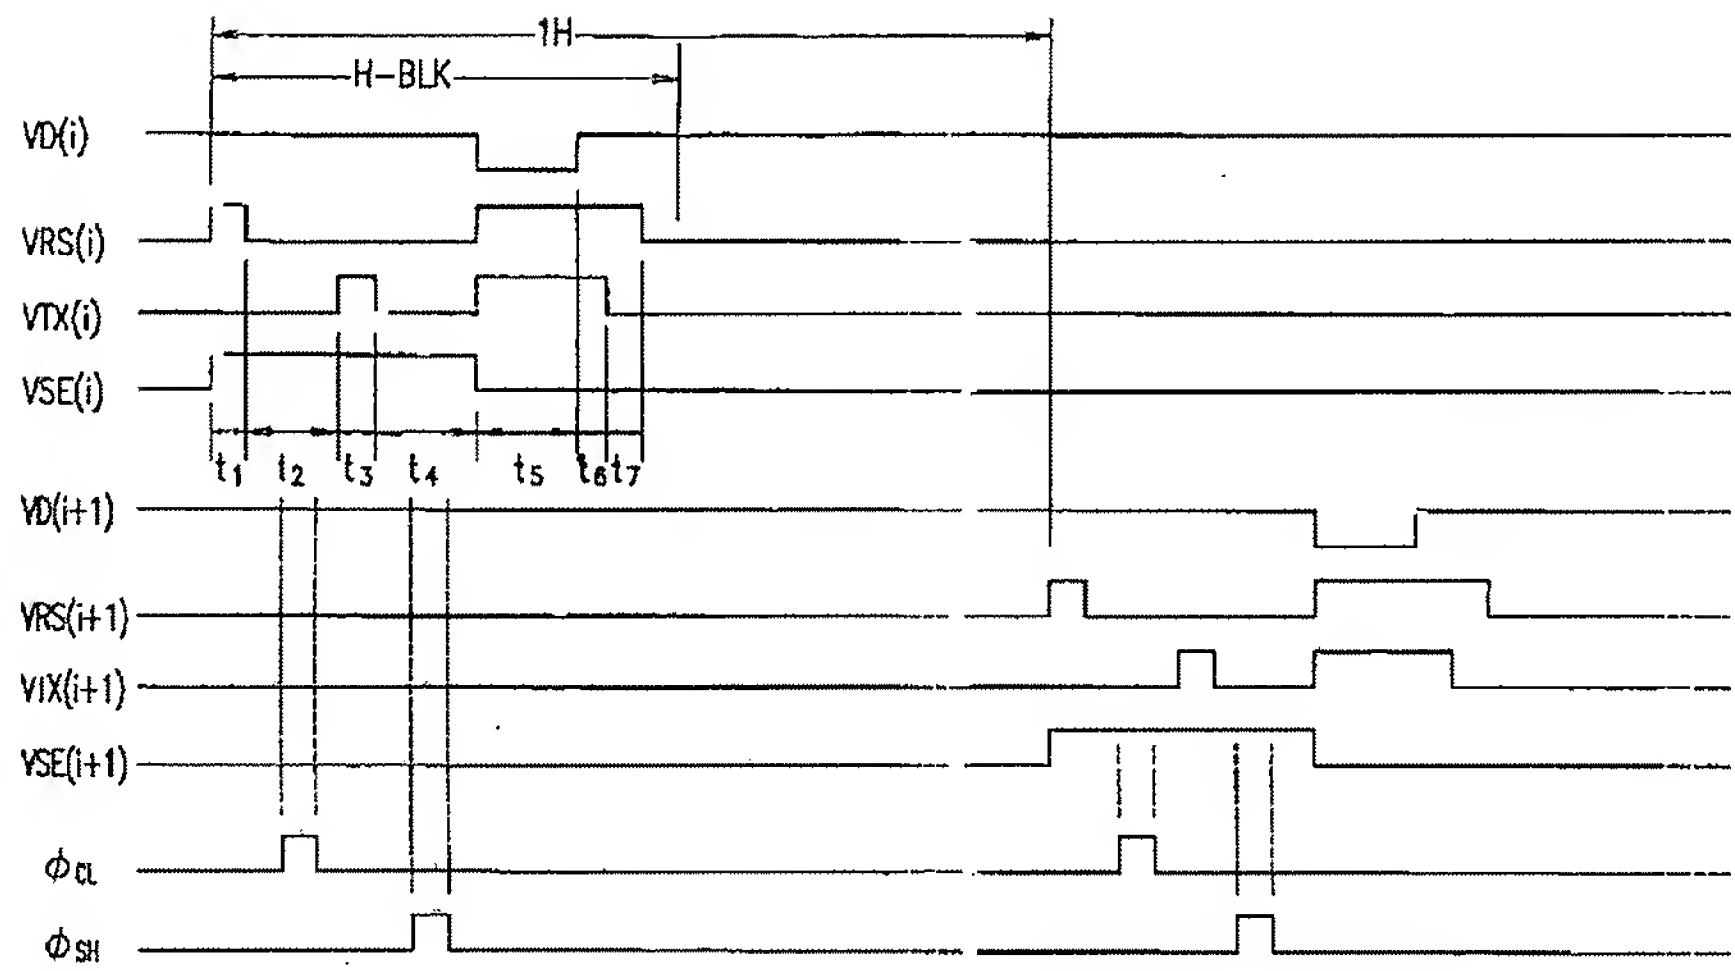 1H
H-BLK
VD(i)
VRS(i)
VTX(i)
VSE(i)
t1 t2 t3 t4 t5 t6 t7
VD(i+1)
VRS(i+1)
VTX(i+1)
VSE(i+1)
ϕCL
ϕSH